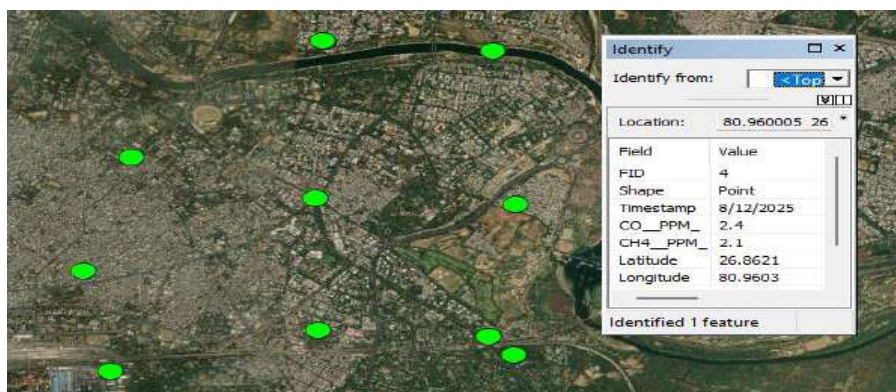 Identify
Identify from: <Top
Location: 80.960005 26
Field Value
FID 4
Shape Point
Timestamp 8/12/2025
CO__PPM_ 2.4
CH4__PPM_ 2.1
Latitude 26.8621
Longitude 80.9603
Identified 1 feature